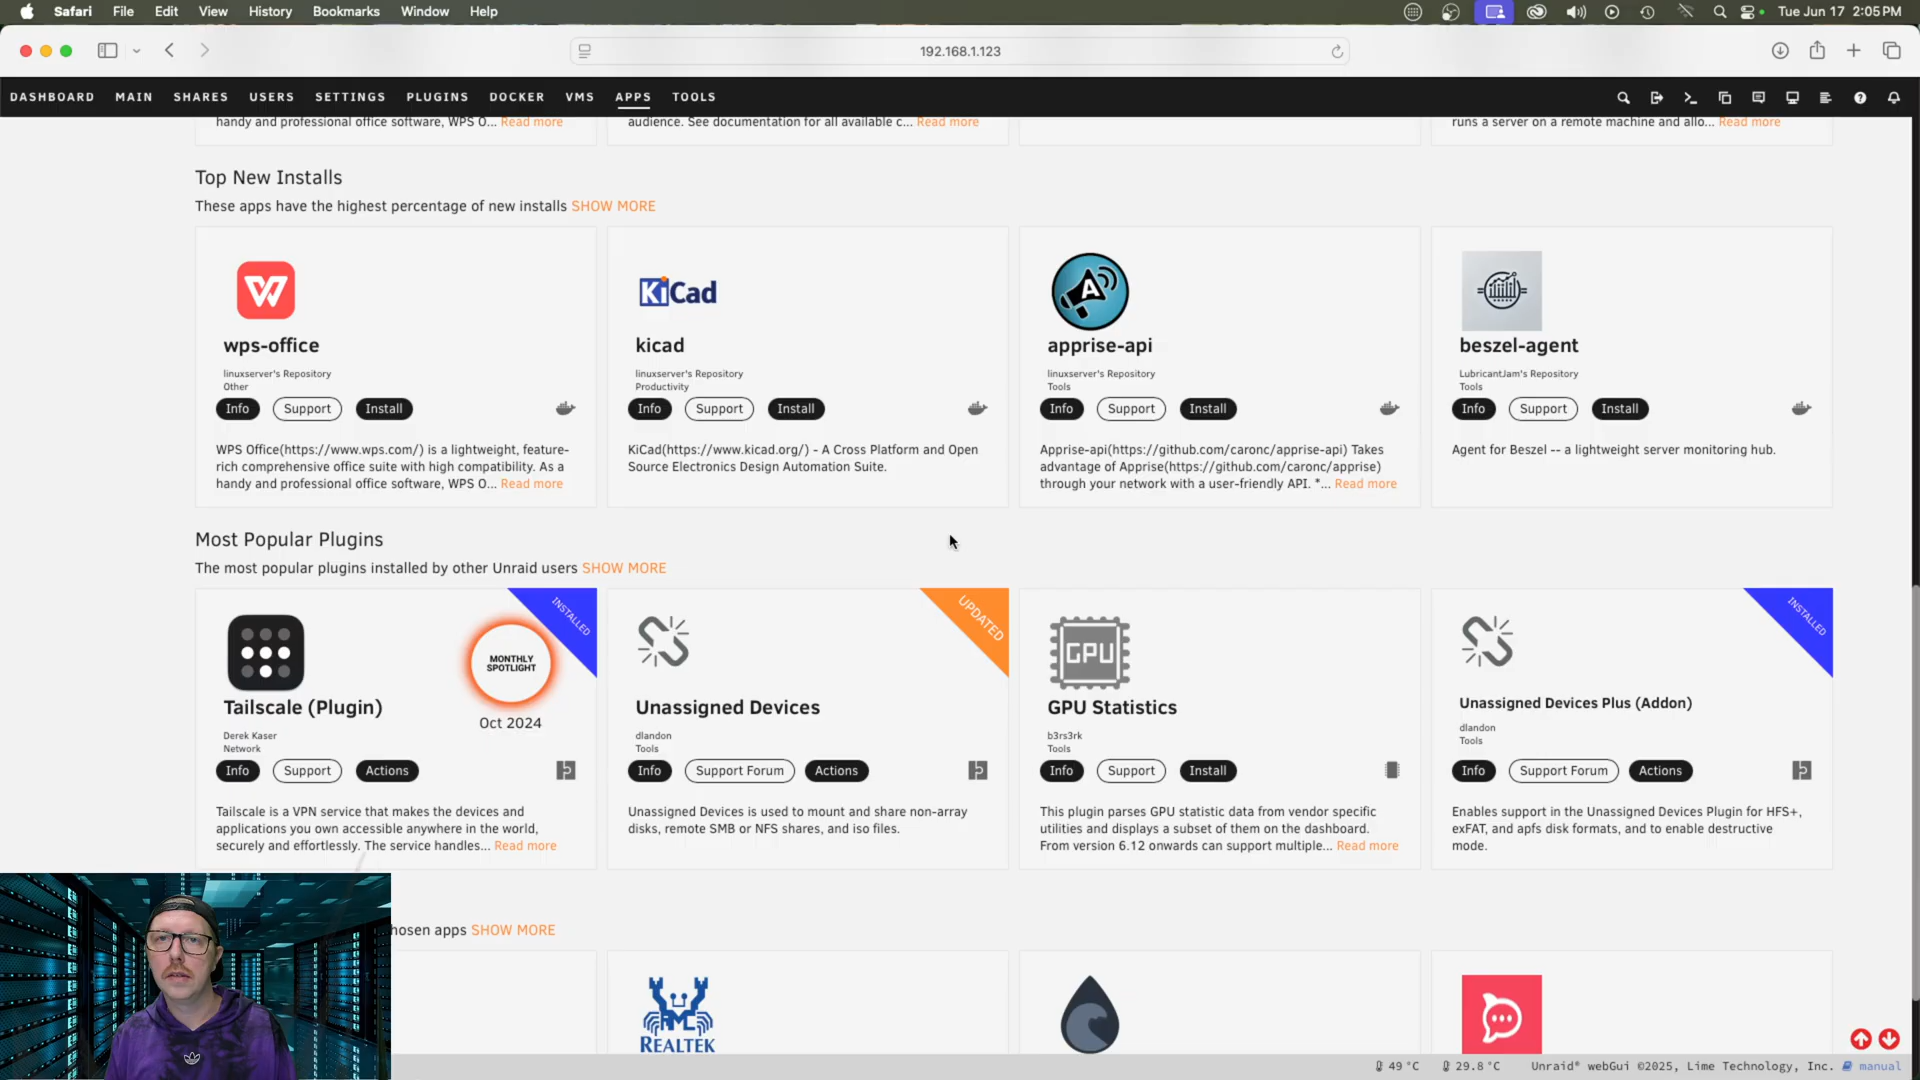 Safari File Edit View History Bookmarks Window Help Tue Jun 17 2:05 PM
192.168.1.123
DASHBOARD MAIN SHARES USERS SETTINGS PLUGINS DOCKER VMS APPS TOOLS
handy and professional office software, WPS O... Read more
audience. See documentation for all available c... Read more
runs a server on a remote machine and allo... Read more
Top New Installs
These apps have the highest percentage of new installs SHOW MORE
W
wps-office
linuxserver's Repository
Other
Info Support Install
WPS Office(https://www.wps.com/) is a lightweight, feature-
rich comprehensive office suite with high compatibility. As a
handy and professional office software, WPS O... Read more
KiCad
kicad
linuxserver's Repository
Productivity
Info Support Install
KiCad(https://www.kicad.org/) - A Cross Platform and Open
Source Electronics Design Automation Suite.
A
apprise-api
linuxserver's Repository
Tools
Info Support Install
Apprise-api(https://github.com/caronc/apprise-api) Takes
advantage of Apprise(https://github.com/caronc/apprise)
through your network with a user-friendly API. *... Read more
beszel-agent
LubricantJam's Repository
Tools
Info Support Install
Agent for Beszel -- a lightweight server monitoring hub.
Most Popular Plugins
The most popular plugins installed by other Unraid users SHOW MORE
INSTALLED
MONTHLY
SPOTLIGHT
Oct 2024
Tailscale (Plugin)
Derek Kaser
Network
Info Support Actions
Tailscale is a VPN service that makes the devices and
applications you own accessible anywhere in the world,
securely and effortlessly. The service handles... Read more
UPDATED
Unassigned Devices
dlandon
Tools
Info Support Forum Actions
Unassigned Devices is used to mount and share non-array
disks, remote SMB or NFS shares, and iso files.
GPU
GPU Statistics
b3rs3rk
Tools
Info Support Install
This plugin parses GPU statistic data from vendor specific
utilities and displays a subset of them on the dashboard.
From version 6.12 onwards can support multiple... Read more
INSTALLED
Unassigned Devices Plus (Addon)
dlandon
Tools
Info Support Forum Actions
Enables support in the Unassigned Devices Plugin for HFS+,
exFAT, and apfs disk formats, and to enable destructive
mode.
hosen apps SHOW MORE
REALTEK
49 °C 29.8 °C Unraid® webGui ©2025, Lime Technology, Inc. manual